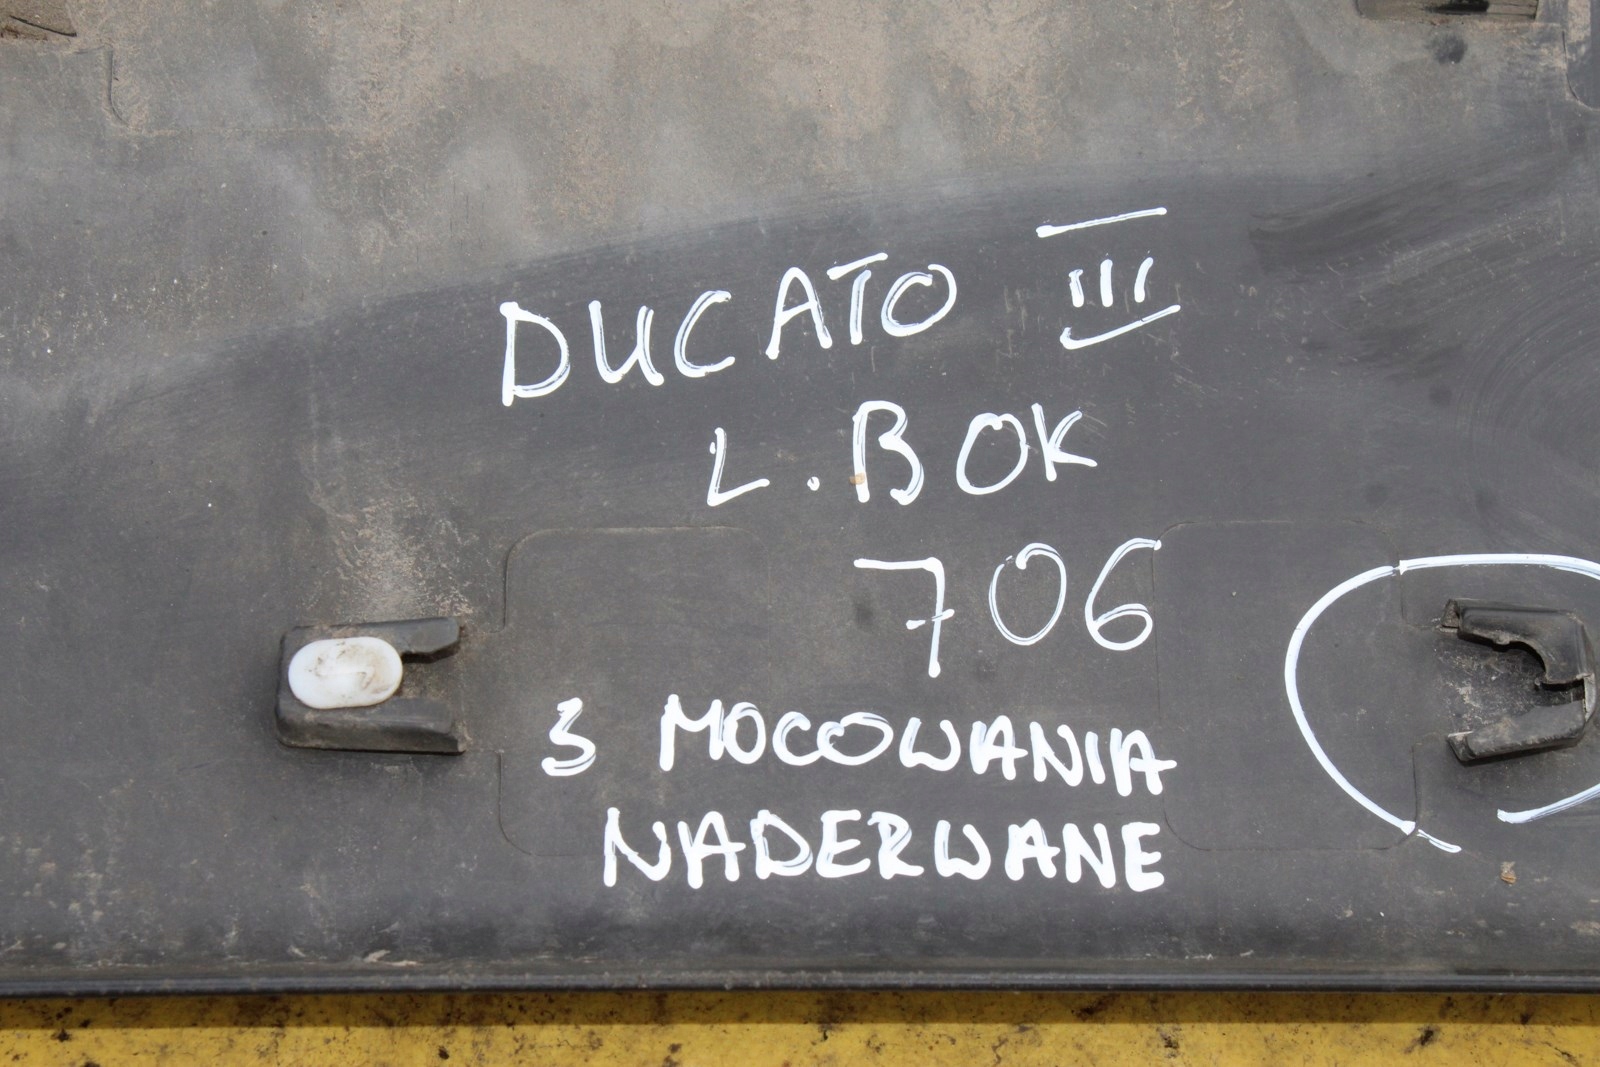 DUCATO III
L. BOK
706
3 MOCOWANIA
NADERWANE